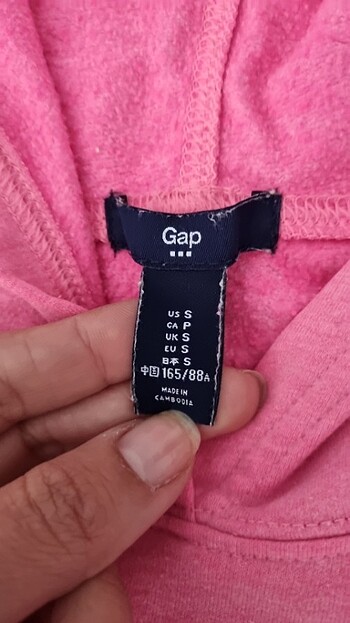 Gap
US S
CA P
UK S
EU S
日本 S
中国 165/88A
MADE IN
CAMBODIA